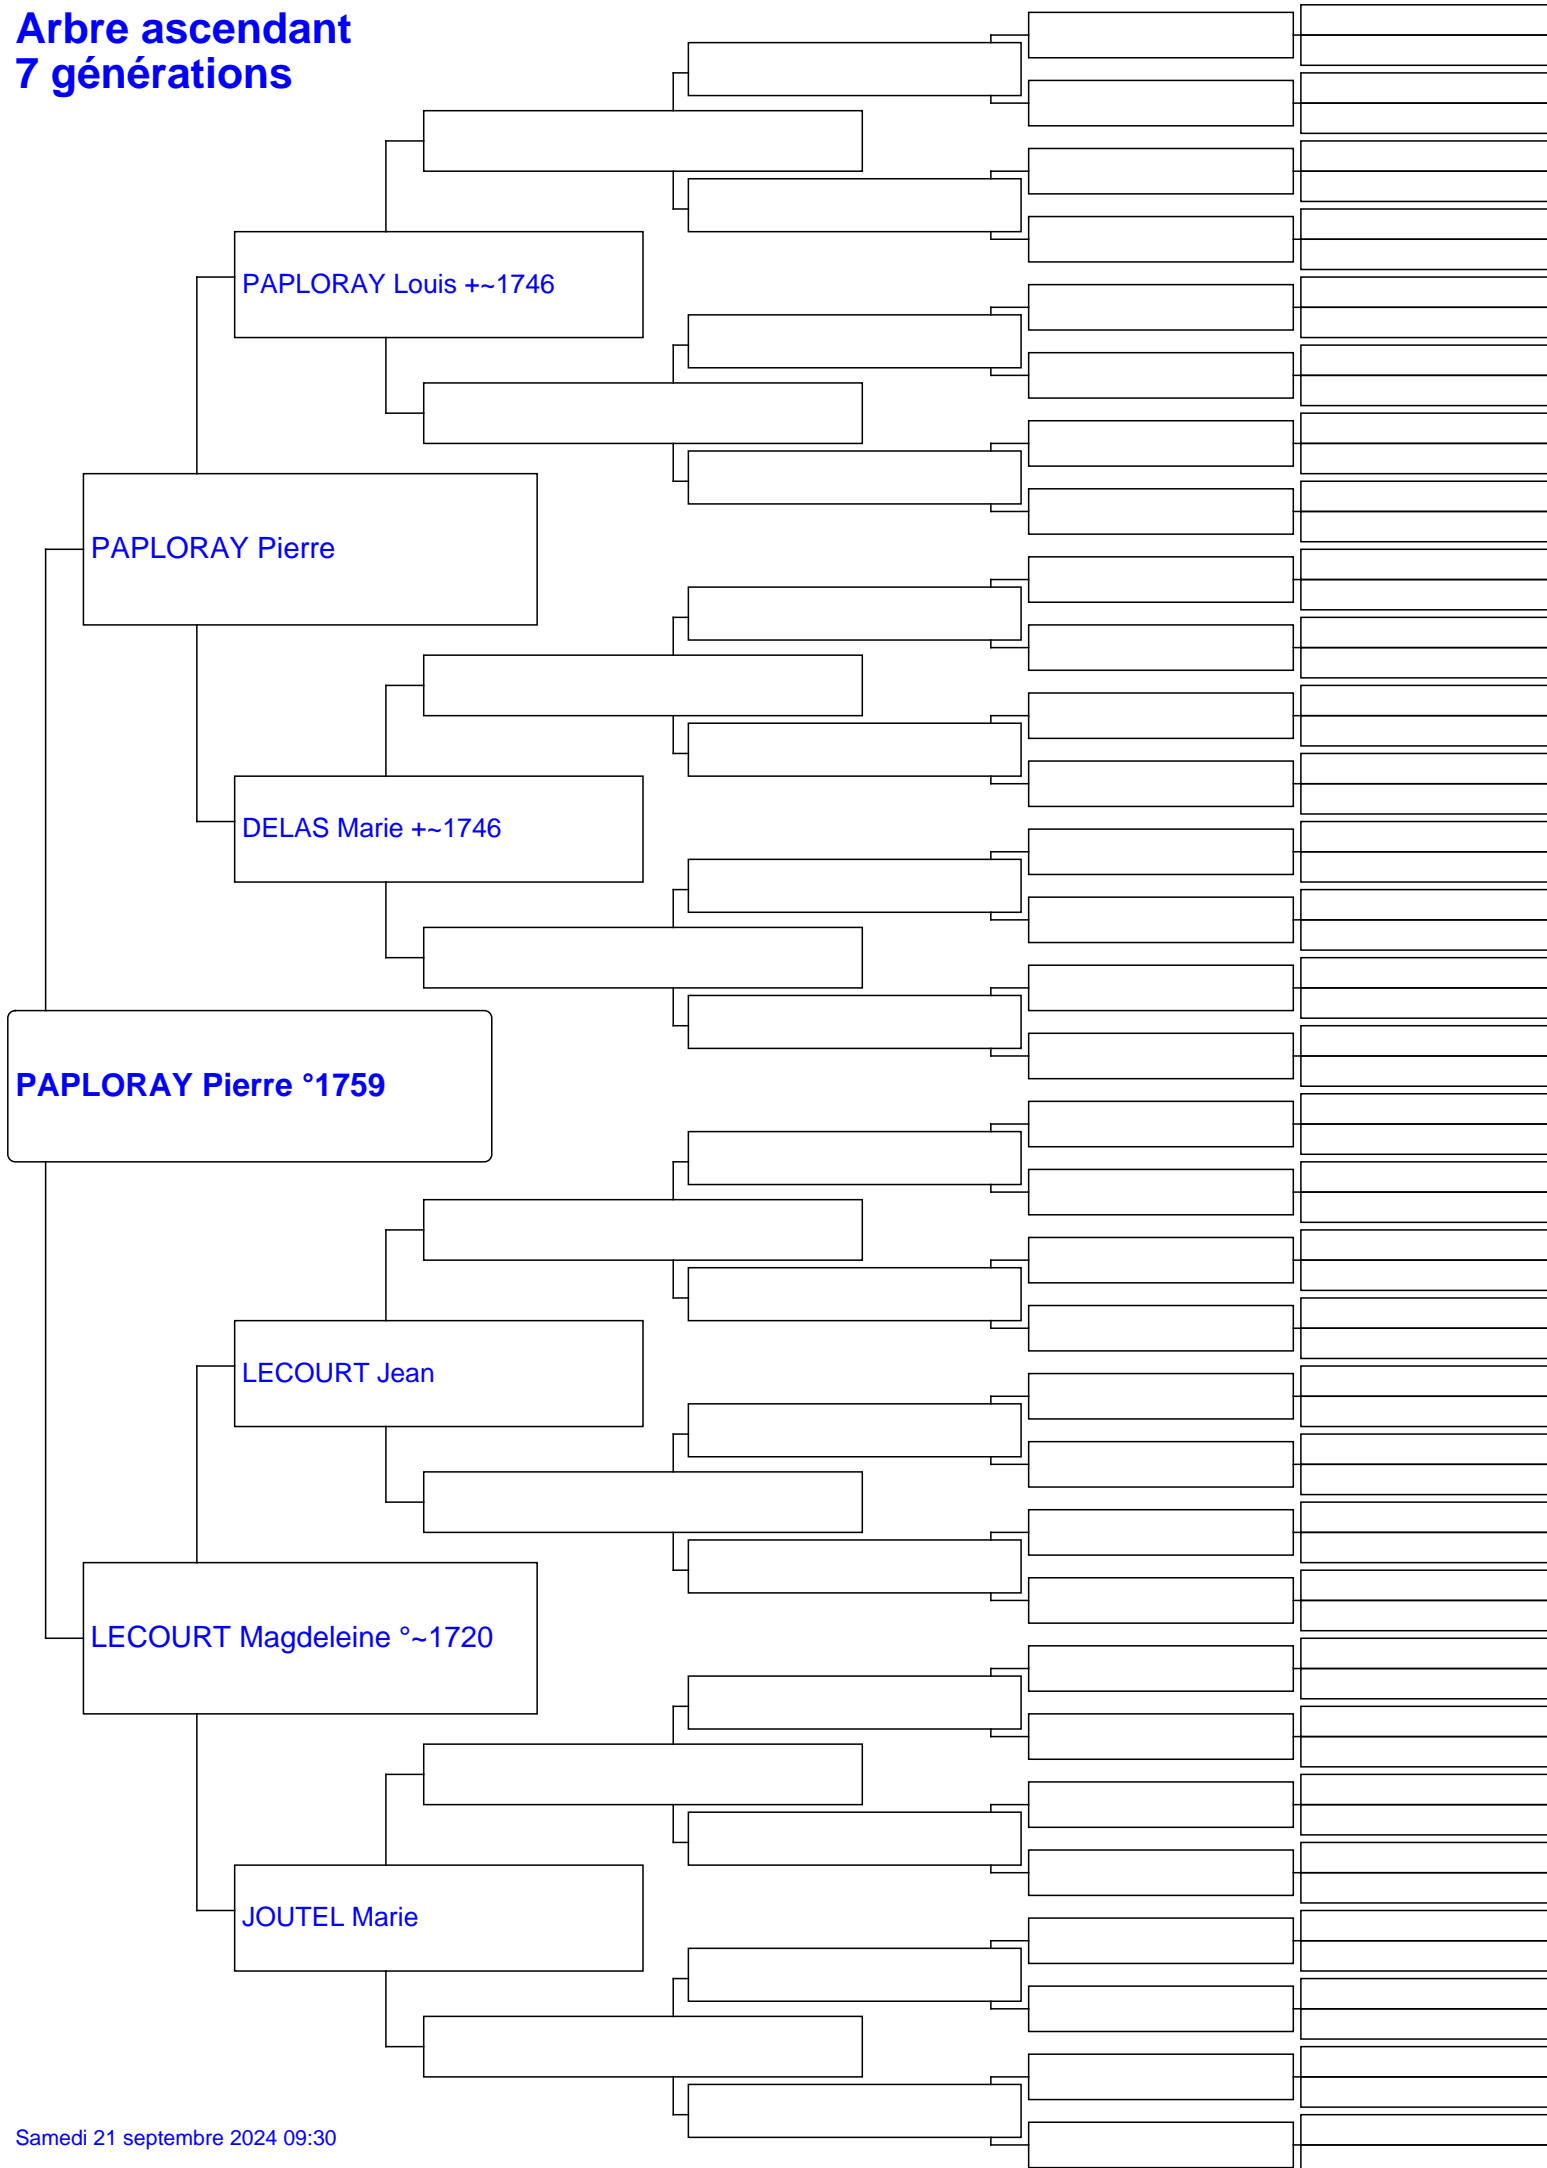 Arbre ascendant
7 générations
PAPLORAY Louis +~1746
PAPLORAY Pierre
DELAS Marie +~1746
PAPLORAY Pierre °1759
LECOURT Jean
LECOURT Magdeleine °~1720
JOUTEL Marie
Samedi 21 septembre 2024 09:30